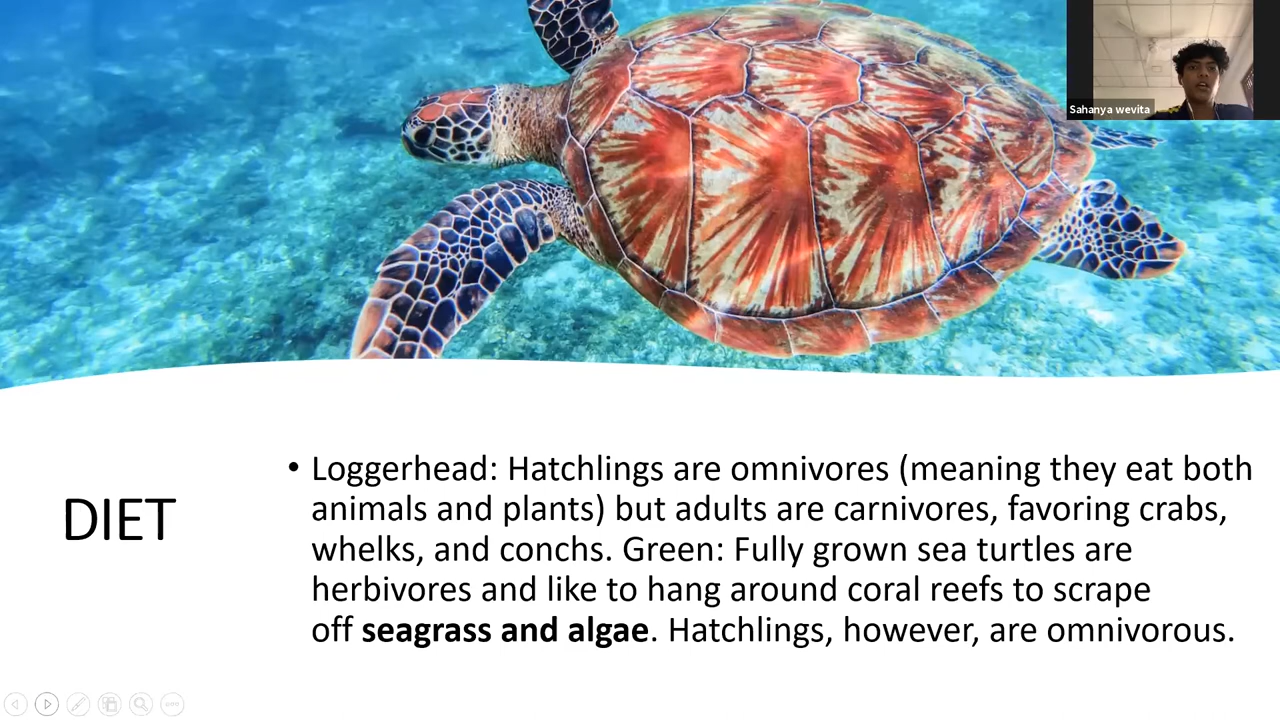 Sahanya wevita
DIET
• Loggerhead: Hatchlings are omnivores (meaning they eat both
animals and plants) but adults are carnivores, favoring crabs,
whelks, and conchs. Green: Fully grown sea turtles are
herbivores and like to hang around coral reefs to scrape
off seagrass and algae. Hatchlings, however, are omnivorous.